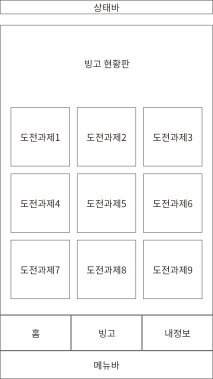 상태바
빙고 현황판
도전과제1 도전과제2 도전과제3
도전과제4 도전과제5 도전과제6
도전과제7 도전과제8 도전과제9
홈 빙고 내정보
메뉴바